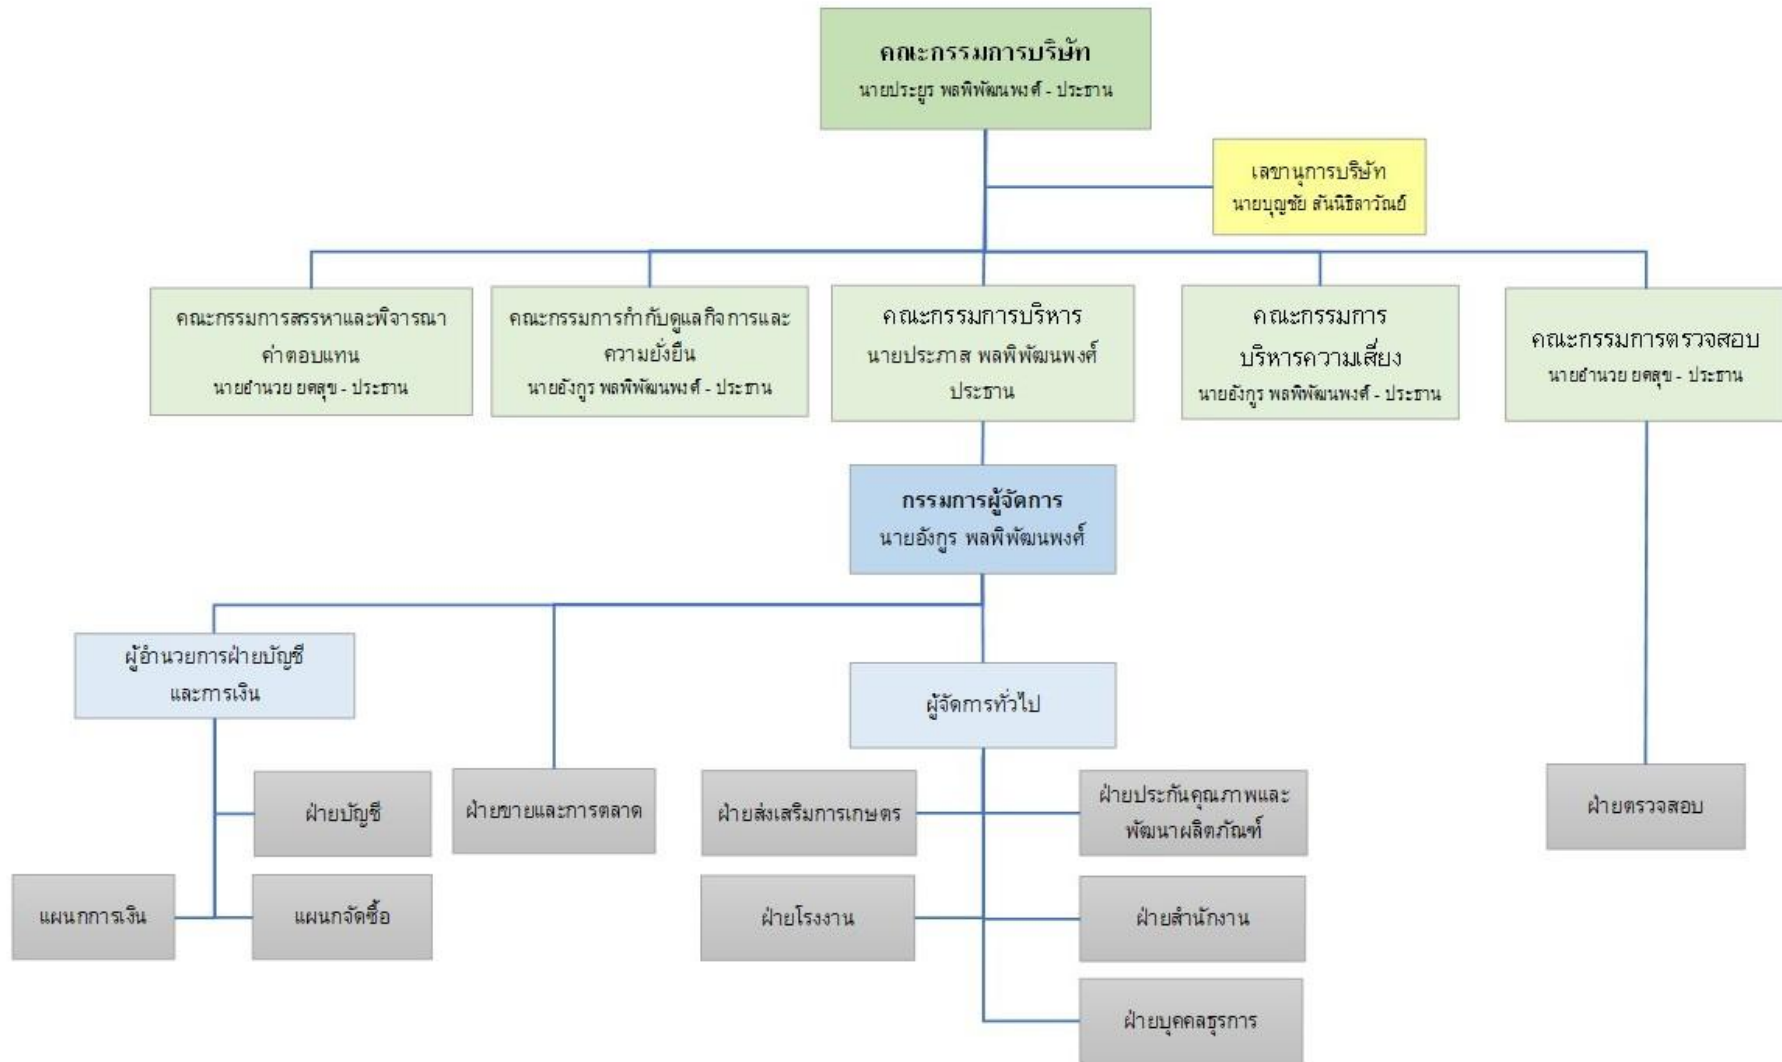 คณะกรรมการบริษัท
นายประยูร พลพิพัฒนพงศ์ - ประธาน
เลขานุการบริษัท
นายบุญชัย สันนิธิลาวัณย์
คณะกรรมการสรรหาและพิจารณา
ค่าตอบแทน
นายอำนวย ยศสุข - ประธาน
คณะกรรมการกำกับดูแลกิจการและ
ความยั่งยืน
นายอังกูร พลพิพัฒนพงศ์ - ประธาน
คณะกรรมการบริหาร
นายประภาส พลพิพัฒนพงศ์
ประธาน
คณะกรรมการ
บริหารความเสี่ยง
นายอังกูร พลพิพัฒนพงศ์ - ประธาน
คณะกรรมการตรวจสอบ
นายอำนวย ยศสุข - ประธาน
กรรมการผู้จัดการ
นายอังกูร พลพิพัฒนพงศ์
ผู้อำนวยการฝ่ายบัญชี
และการเงิน
ผู้จัดการทั่วไป
ฝ่ายบัญชี
ฝ่ายขายและการตลาด
ฝ่ายส่งเสริมการเกษตร
ฝ่ายประกันคุณภาพและ
พัฒนาผลิตภัณฑ์
ฝ่ายตรวจสอบ
แผนกการเงิน
แผนกจัดซื้อ
ฝ่ายโรงงาน
ฝ่ายสำนักงาน
ฝ่ายบุคคลธุรการ